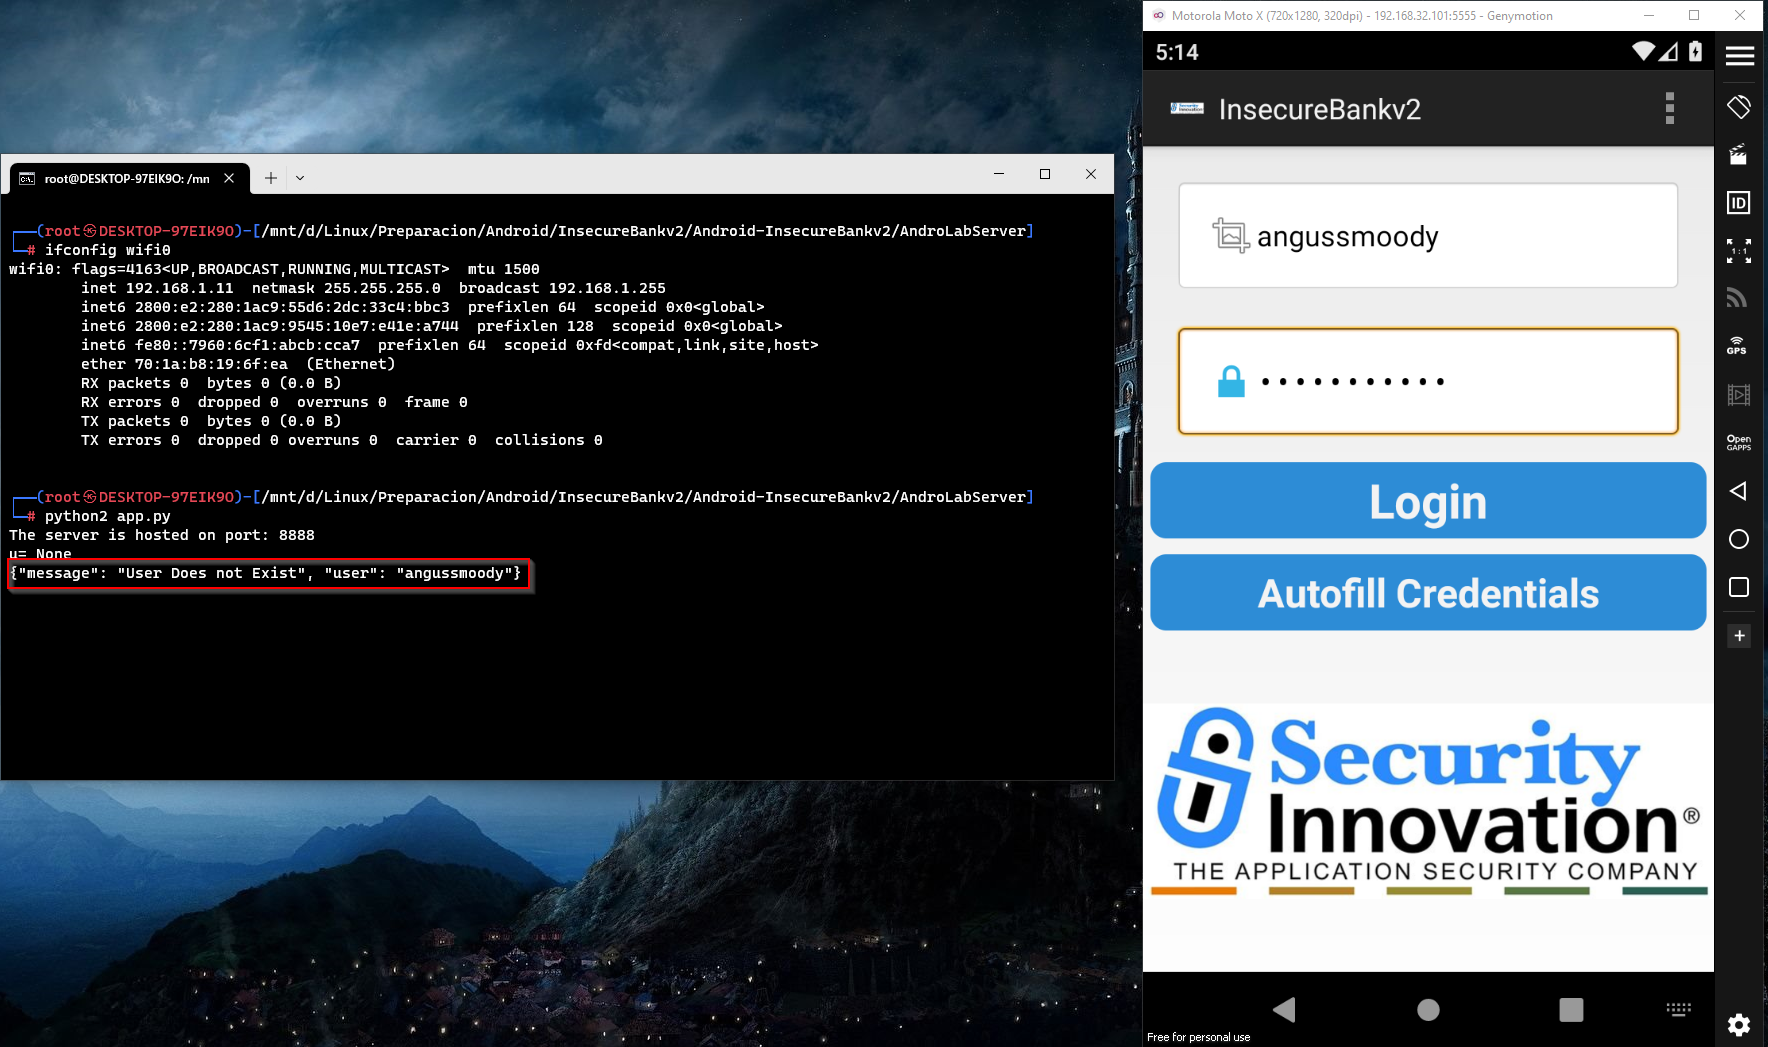 Motorola Moto X (720x1280, 320dpi) - 192.168.32.101:5555 - Genymotion
5:14
InsecureBankv2
angussmoody
Login
Autofill Credentials
Security
Innovation®
THE APPLICATION SECURITY COMPANY
Free for personal use
ID
1 : 1
GPS
Open
GAPPS
root@DESKTOP-97EIK9O: /mn
┌──(root㉿DESKTOP-97EIK9O)-[/mnt/d/Linux/Preparacion/Android/InsecureBankv2/Android-InsecureBankv2/AndroLabServer]
└─# ifconfig wifi0
wifi0: flags=4163<UP,BROADCAST,RUNNING,MULTICAST>  mtu 1500
        inet 192.168.1.11  netmask 255.255.255.0  broadcast 192.168.1.255
        inet6 2800:e2:280:1ac9:55d6:2dc:33c4:bbc3  prefixlen 64  scopeid 0x0<global>
        inet6 2800:e2:280:1ac9:9545:10e7:e41e:a744  prefixlen 128  scopeid 0x0<global>
        inet6 fe80::7960:6cf1:abcb:cca7  prefixlen 64  scopeid 0xfd<compat,link,site,host>
        ether 70:1a:b8:19:6f:ea  (Ethernet)
        RX packets 0  bytes 0 (0.0 B)
        RX errors 0  dropped 0  overruns 0  frame 0
        TX packets 0  bytes 0 (0.0 B)
        TX errors 0  dropped 0 overruns 0  carrier 0  collisions 0
┌──(root㉿DESKTOP-97EIK9O)-[/mnt/d/Linux/Preparacion/Android/InsecureBankv2/Android-InsecureBankv2/AndroLabServer]
└─# python2 app.py
The server is hosted on port: 8888
u= None
{"message": "User Does not Exist", "user": "angussmoody"}